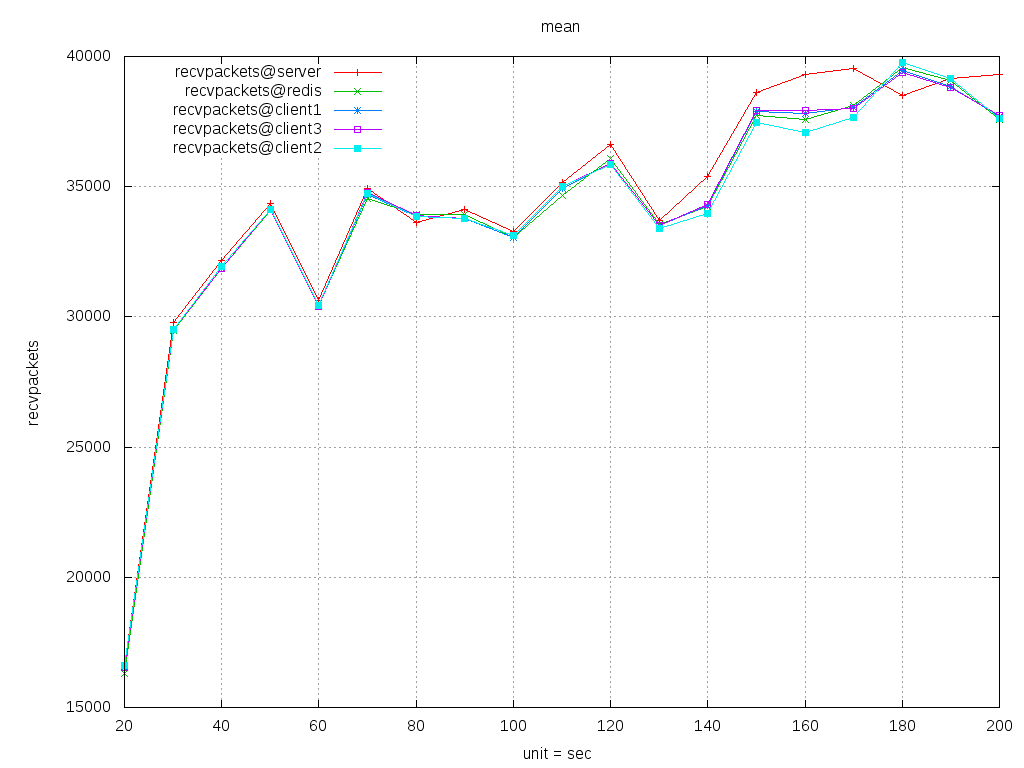 mean
40000
35000
30000
25000
20000
15000
recvpackets
recvpackets@server
recvpackets@redis
recvpackets@client1
recvpackets@client3
recvpackets@client2
20 40 60 80 100 120 140 160 180 200
unit = sec